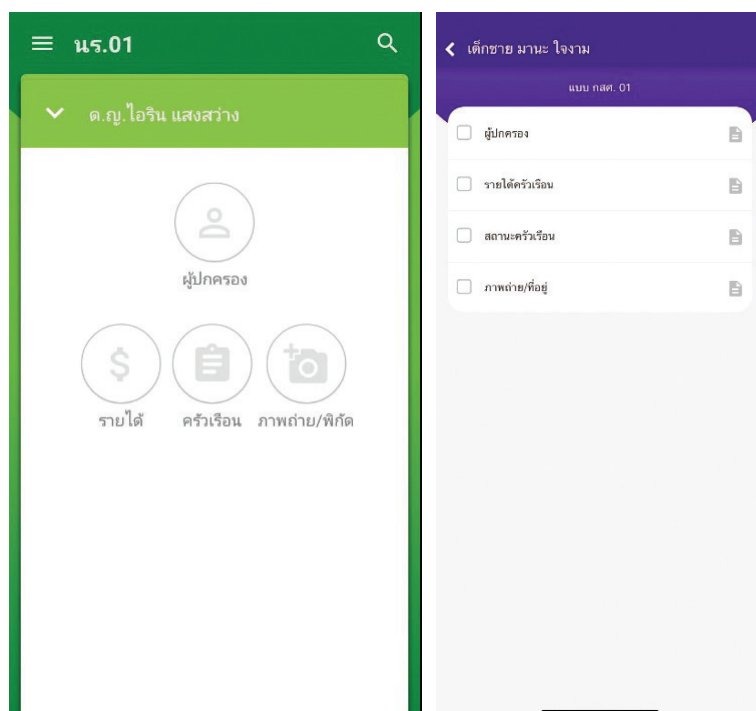 นร.01
ด.ญ.ไอริน แสงสว่าง
ผู้ปกครอง
รายได้
ครัวเรือน
ภาพถ่าย/พิกัด
เด็กชาย มานะ ใจงาม
แบบ กสศ. 01
ผู้ปกครอง
รายได้ครัวเรือน
สถานะครัวเรือน
ภาพถ่าย/ที่อยู่